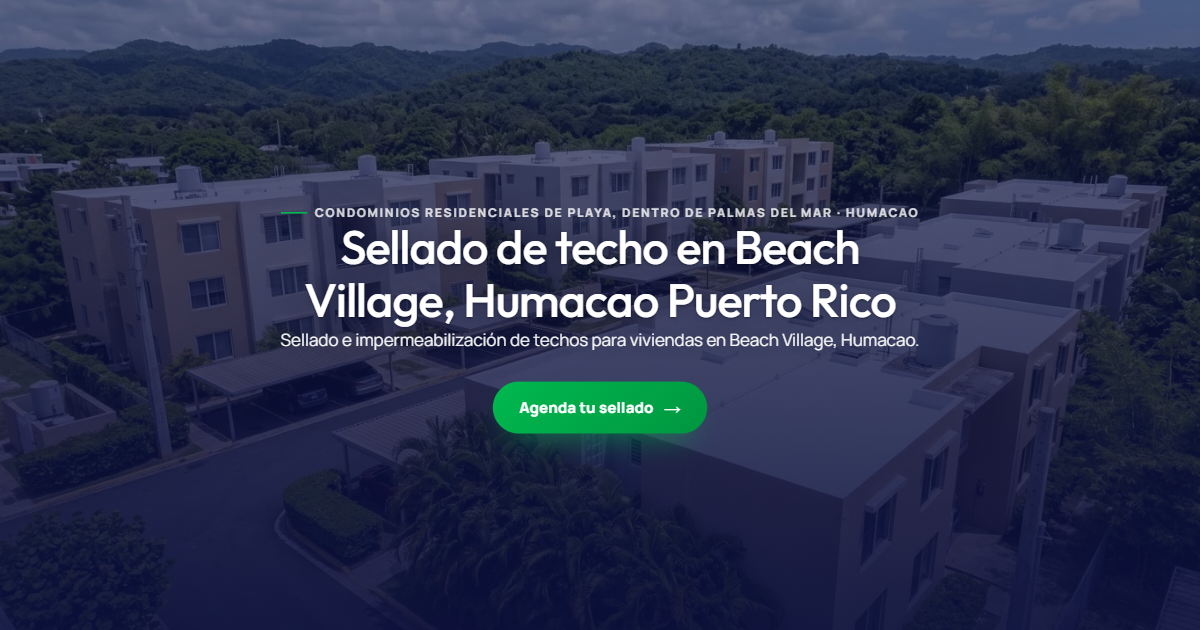 CONDOMINIOS RESIDENCIALES DE PLAYA, DENTRO DE PALMAS DEL MAR · HUMACAO
Sellado de techo en Beach
Village, Humacao Puerto Rico
Sellado e impermeabilización de techos para viviendas en Beach Village, Humacao.
Agenda tu sellado →